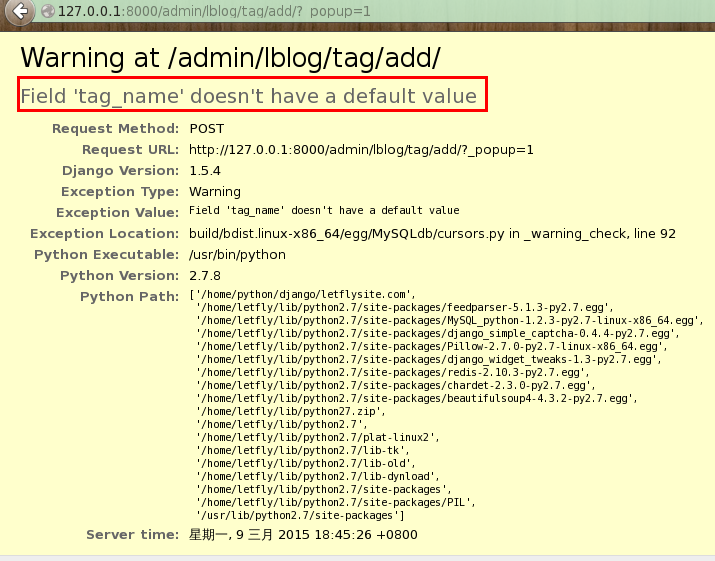 127.0.0.1:8000/admin/lblog/tag/add/?_popup=1
Warning at /admin/lblog/tag/add/
Field 'tag_name' doesn't have a default value
Request Method: POST
Request URL: http://127.0.0.1:8000/admin/lblog/tag/add/?_popup=1
Django Version: 1.5.4
Exception Type: Warning
Exception Value: Field 'tag_name' doesn't have a default value
Exception Location: build/bdist.linux-x86_64/egg/MySQLdb/cursors.py in _warning_check, line 92
Python Executable: /usr/bin/python
Python Version: 2.7.8
Python Path: ['/home/python/django/letflysite.com',
'/home/letfly/lib/python2.7/site-packages/feedparser-5.1.3-py2.7.egg',
'/home/letfly/lib/python2.7/site-packages/MySQL_python-1.2.3-py2.7-linux-x86_64.egg',
'/home/letfly/lib/python2.7/site-packages/django_simple_captcha-0.4.4-py2.7.egg',
'/home/letfly/lib/python2.7/site-packages/Pillow-2.7.0-py2.7-linux-x86_64.egg',
'/home/letfly/lib/python2.7/site-packages/django_widget_tweaks-1.3-py2.7.egg',
'/home/letfly/lib/python2.7/site-packages/redis-2.10.3-py2.7.egg',
'/home/letfly/lib/python2.7/site-packages/chardet-2.3.0-py2.7.egg',
'/home/letfly/lib/python2.7/site-packages/beautifulsoup4-4.3.2-py2.7.egg',
'/home/letfly/lib/python27.zip',
'/home/letfly/lib/python2.7',
'/home/letfly/lib/python2.7/plat-linux2',
'/home/letfly/lib/python2.7/lib-tk',
'/home/letfly/lib/python2.7/lib-old',
'/home/letfly/lib/python2.7/lib-dynload',
'/home/letfly/lib/python2.7/site-packages',
'/home/letfly/lib/python2.7/site-packages/PIL',
'/usr/lib/python2.7/site-packages']
Server time: 星期一, 9 三月 2015 18:45:26 +0800